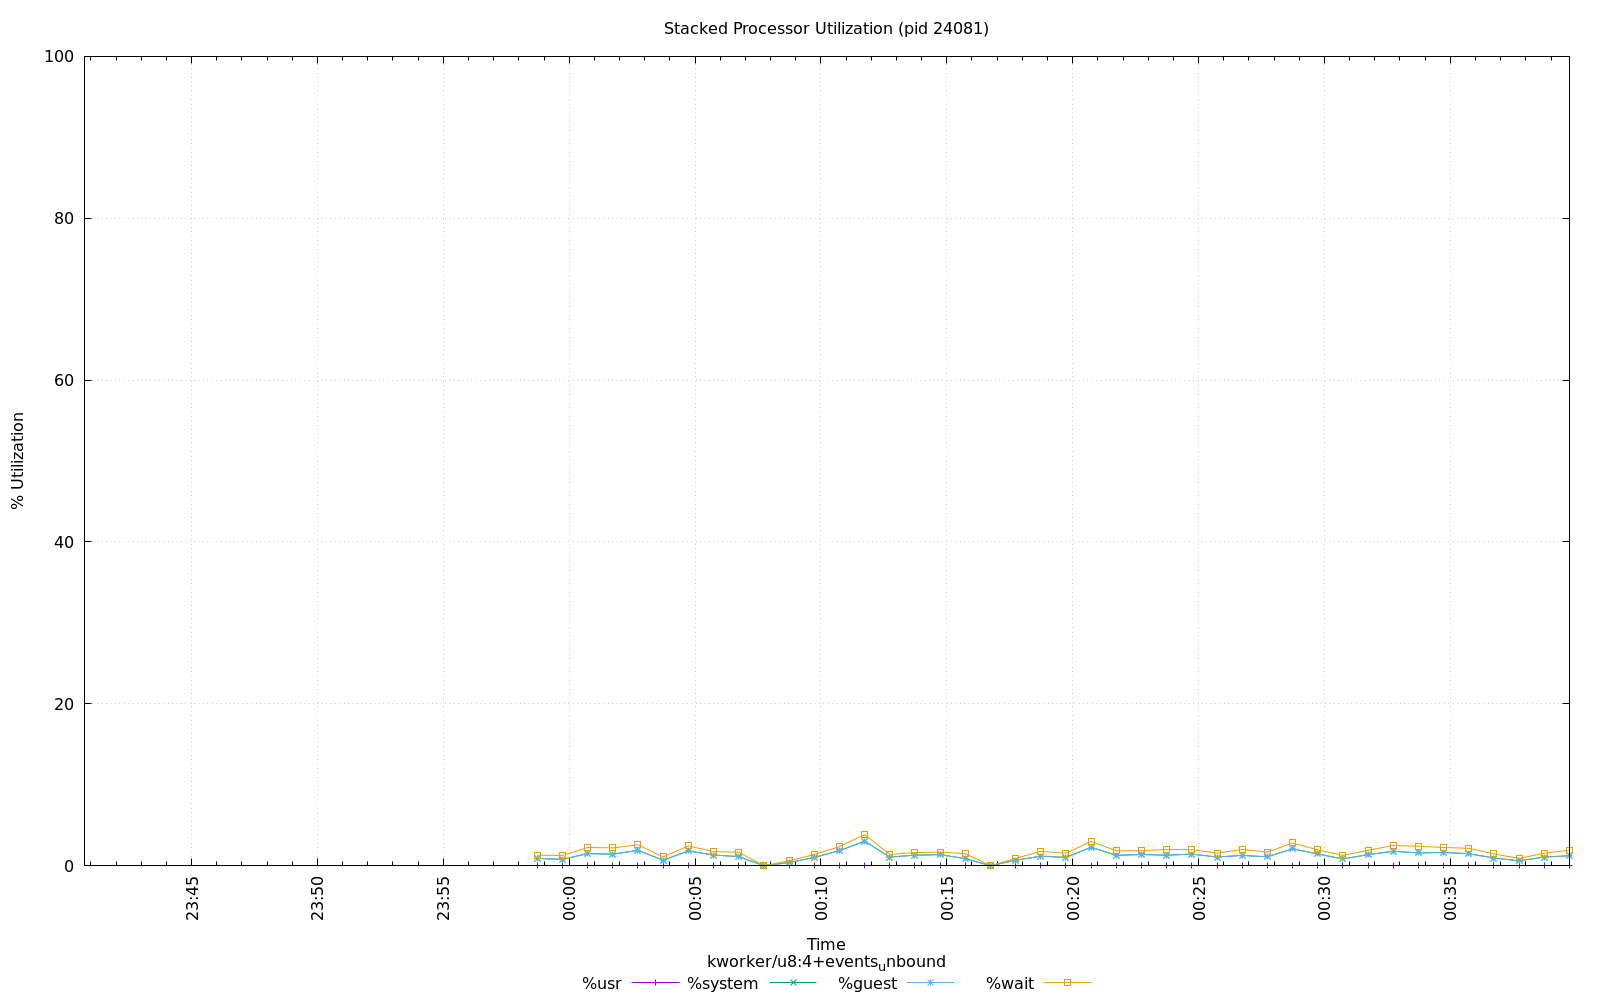 Stacked Processor Utilization (pid 24081)
100
80
60
40
20
0
% Utilization
23:45 23:50 23:55 00:00 00:05 00:10 00:15 00:20 00:25 00:30 00:35
Time
kworker/u8:4+eventsunbound
%usr %system %guest %wait